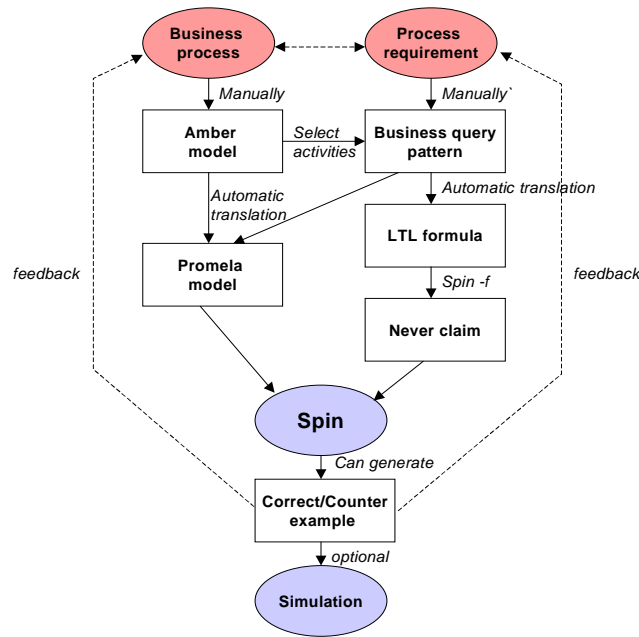 Business
process
Process
requirement
Manually
Manually`
Amber
model
Select
activities
Business query
pattern
Automatic
translation
Automatic translation
LTL formula
Promela
model
feedback
feedback
Spin -f
Never claim
Spin
Can generate
Correct/Counter
example
optional
Simulation